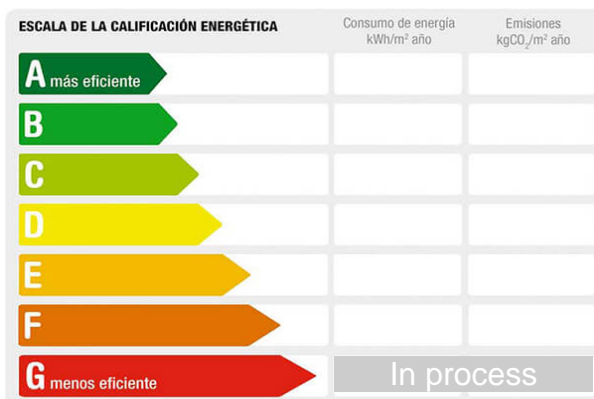 ESCALA DE LA CALIFICACIÓN ENERGÉTICA
Consumo de energía
kWh/m² año
Emisiones
kgCO₂/m² año
A más eficiente
B
C
D
E
F
G menos eficiente
In process